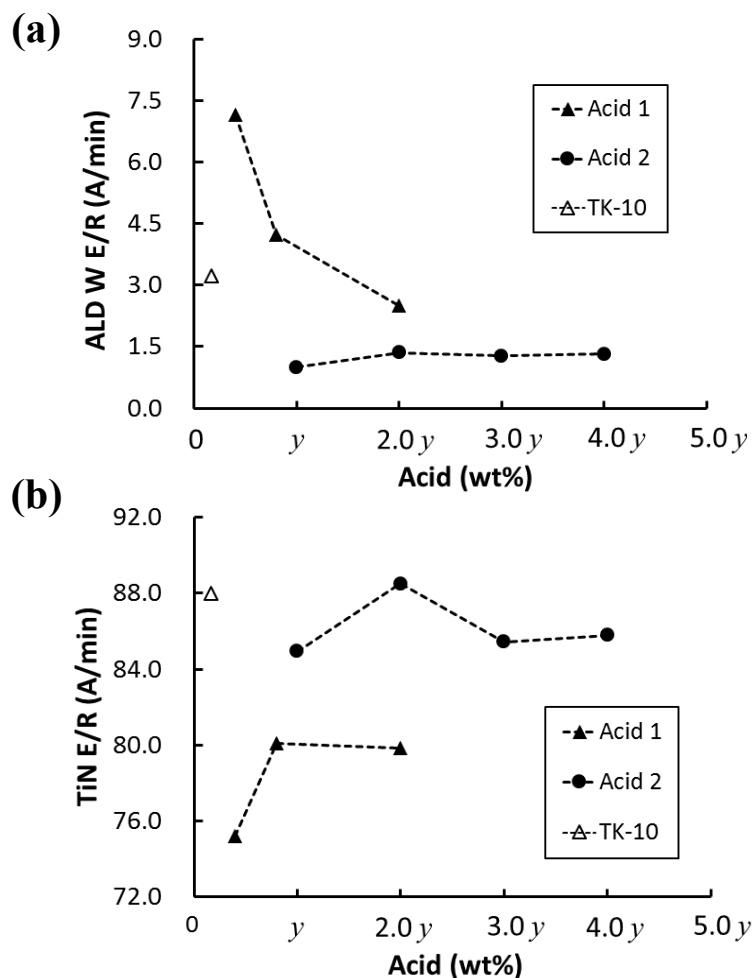 (a)
ALD W E/R (A/min)
9.0
7.5
6.0
4.5
3.0
1.5
0.0
Acid 1
Acid 2
TK-10
0 y 2.0 y 3.0 y 4.0 y 5.0 y
Acid (wt%)
(b)
TiN E/R (A/min)
92.0
88.0
84.0
80.0
76.0
72.0
Acid 1
Acid 2
TK-10
0 y 2.0 y 3.0 y 4.0 y 5.0 y
Acid (wt%)